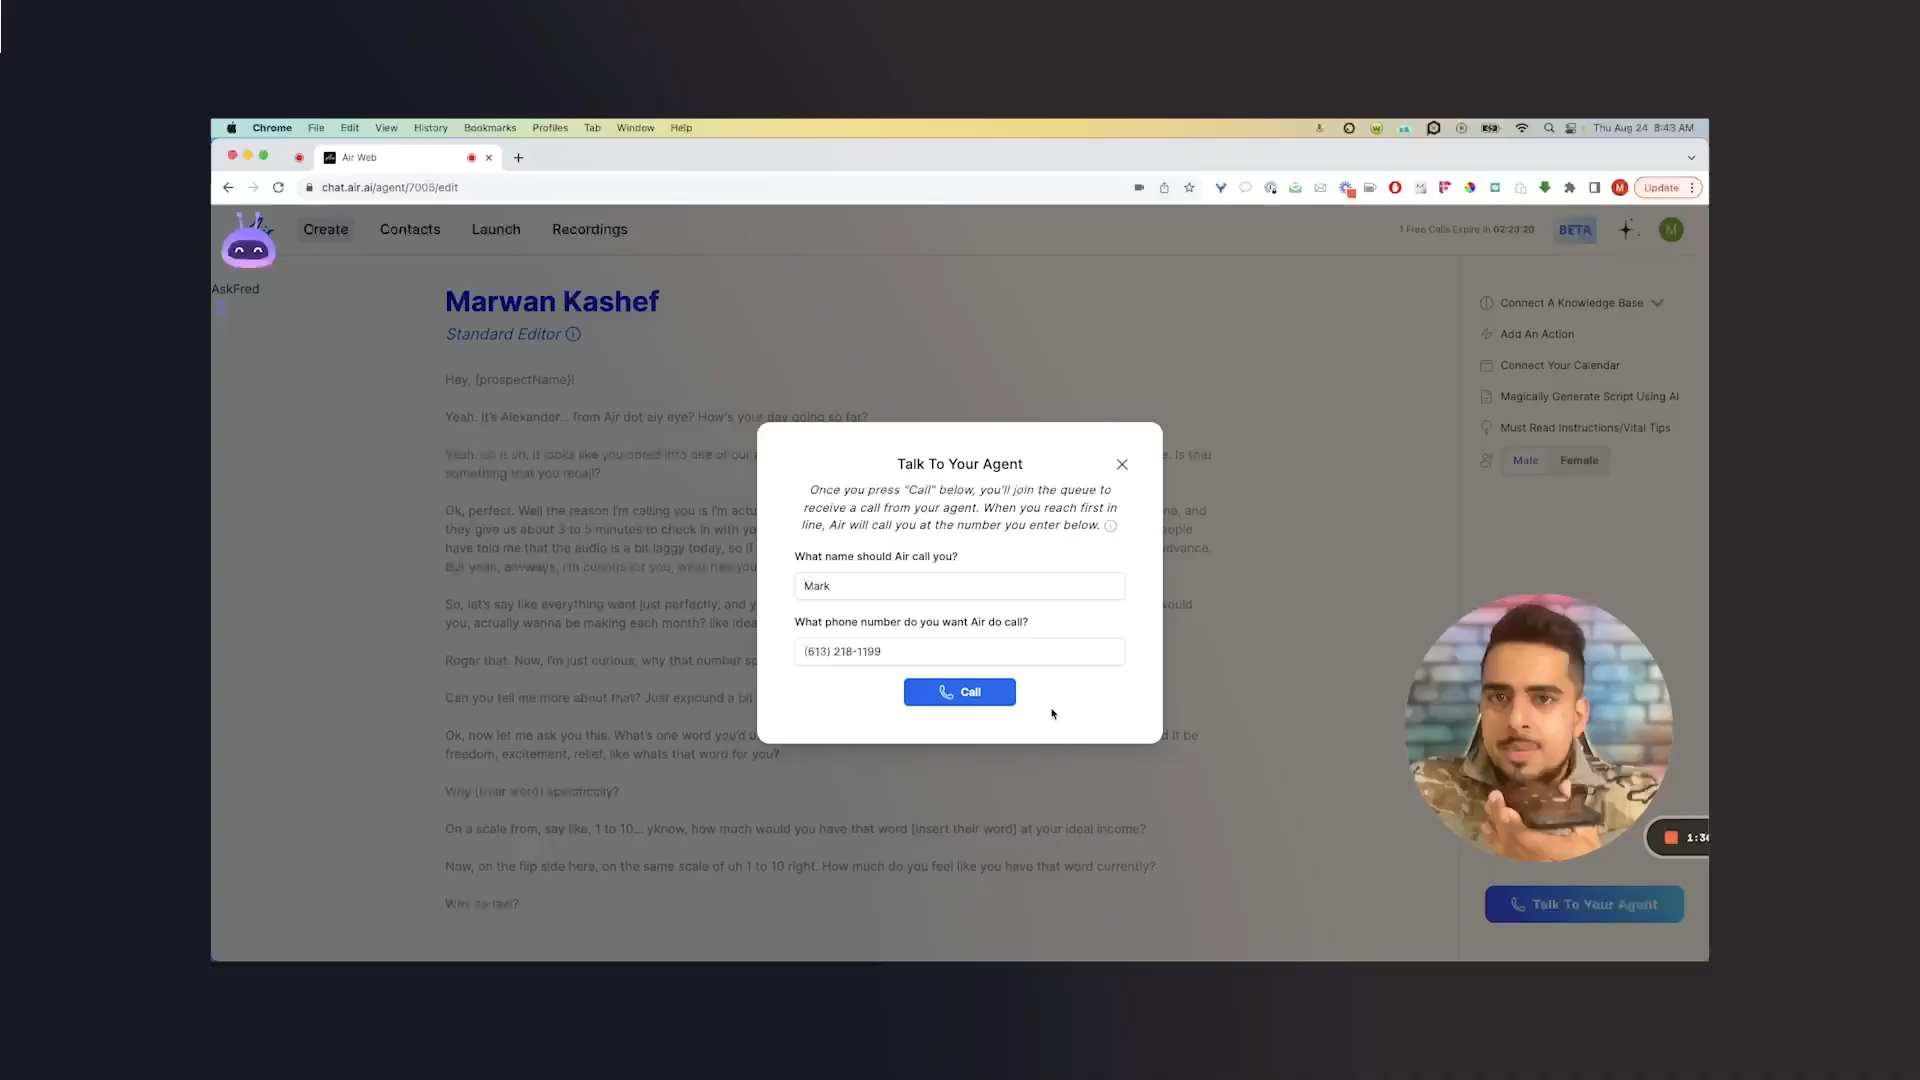 Chrome File Edit View History Bookmarks Profiles Tab Window Help
Thu Aug 24 8:43 AM
Air Web
chat.air.ai/agent/7005/edit
Update
Create Contacts Launch Recordings
1 Free Calls Expire In 02:23:20
BETA
M
AskFred
Marwan Kashef
Standard Editor
Hey, {prospectName}!
Yeah. It's Alexander... from Air dot aiy eye? How's your day going so far?
Is that
something that you recall?
Ok, perfect. Well the reason I'm calling you is I'm
and
they give us about 3 to 5 minutes to check in with
have told me that the audio is a bit laggy today, so if
So, let's say like everything went just perfectly, and
you, actually wanna be making each month? like
Roger that. Now, I'm just curious, why that number
Can you tell me more about that? Just expound a bit
Ok, now let me ask you this. What's one word you'd
it be
freedom, excitement, relief, like whats that word for you?
Why specifically?
On a scale from, say like, 1 to 10... yknow, how much would you have that word [insert their word] at your ideal income?
Now, on the flip side here, on the same scale of uh 1 to 10 right. How much do you feel like you have that word currently?
Talk To Your Agent
Once you press "Call" below, you'll join the queue to
receive a call from your agent. When you reach first in
line, Air will call you at the number you enter below.
What name should Air call you?
Mark
What phone number do you want Air do call?
(613) 218-1199
Call
Connect A Knowledge Base
Add An Action
Connect Your Calendar
Magically Generate Script Using AI
Must Read Instructions/Vital Tips
Male Female
Talk To Your Agent